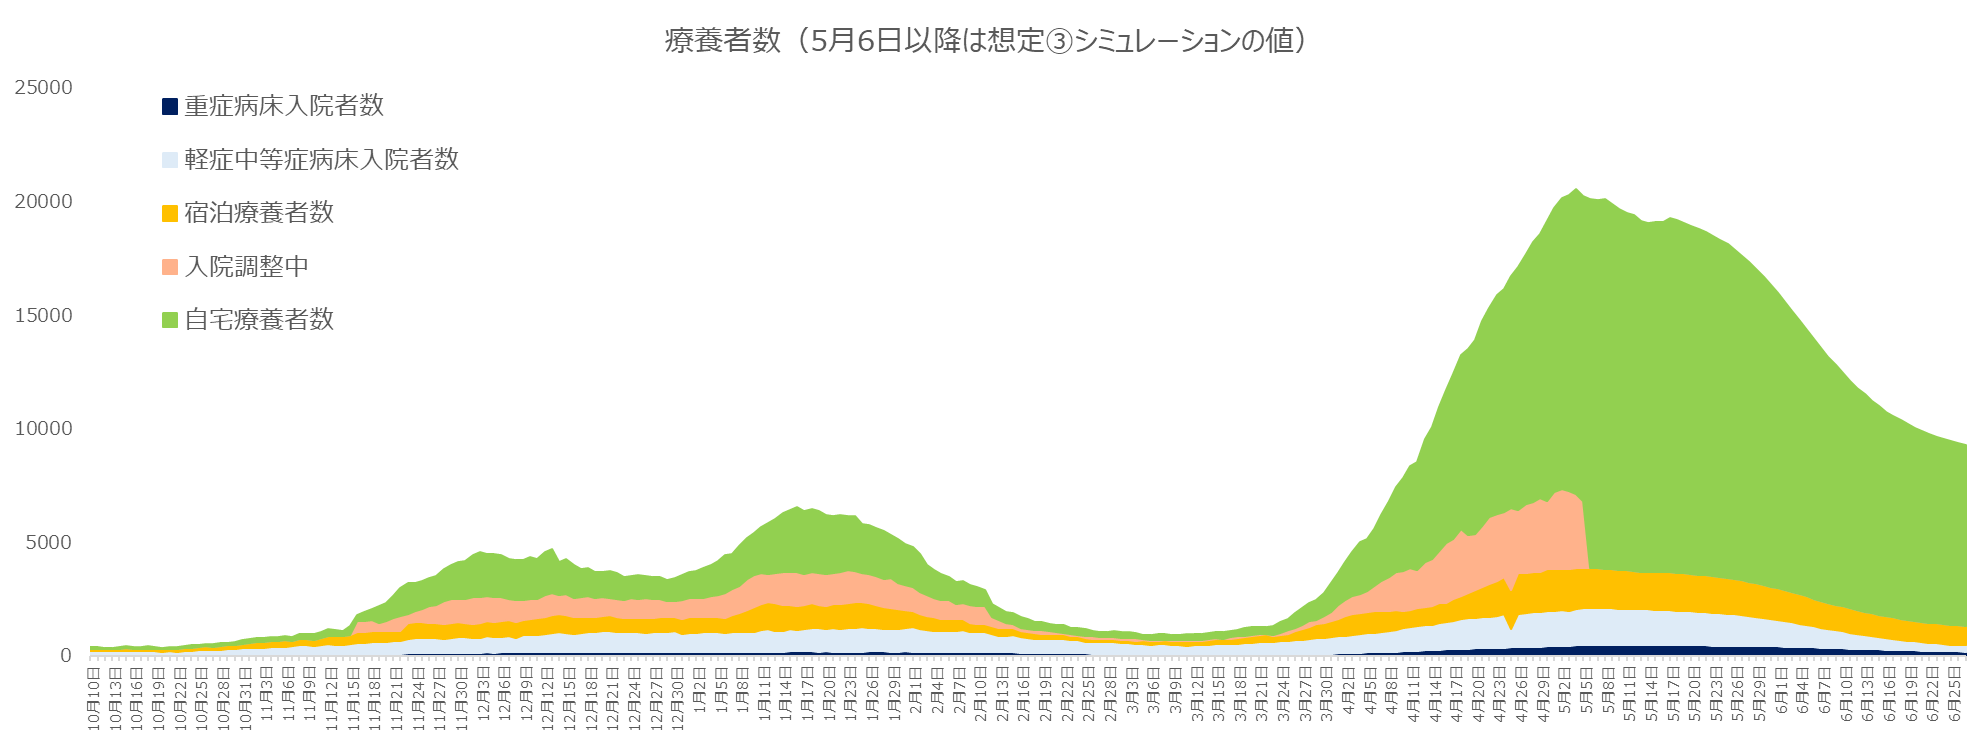 療養者数（5月6日以降は想定③シミュレーションの値）
25000
20000
15000
10000
5000
0
重症病床入院者数
軽症中等症病床入院者数
宿泊療養者数
入院調整中
自宅療養者数
10月10日
10月13日
10月16日
10月19日
10月22日
10月25日
10月28日
10月31日
11月3日
11月6日
11月9日
11月12日
11月15日
11月18日
11月21日
11月24日
11月27日
11月30日
12月3日
12月6日
12月9日
12月12日
12月15日
12月18日
12月21日
12月24日
12月27日
12月30日
1月2日
1月5日
1月8日
1月11日
1月14日
1月17日
1月20日
1月23日
1月26日
1月29日
2月1日
2月4日
2月7日
2月10日
2月13日
2月16日
2月19日
2月22日
2月25日
2月28日
3月3日
3月6日
3月9日
3月12日
3月15日
3月18日
3月21日
3月24日
3月27日
3月30日
4月2日
4月5日
4月8日
4月11日
4月14日
4月17日
4月20日
4月23日
4月26日
4月29日
5月2日
5月5日
5月8日
5月11日
5月14日
5月17日
5月20日
5月23日
5月26日
5月29日
6月1日
6月4日
6月7日
6月10日
6月13日
6月16日
6月19日
6月22日
6月25日